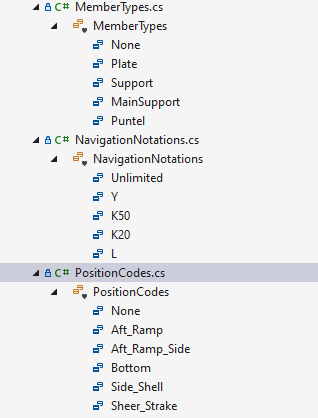 C# MemberTypes.cs
MemberTypes
None
Plate
Support
MainSupport
Puntel
C# NavigationNotations.cs
NavigationNotations
Unlimited
Y
K50
K20
L
C# PositionCodes.cs
PositionCodes
None
Aft_Ramp
Aft_Ramp_Side
Bottom
Side_Shell
Sheer_Strake